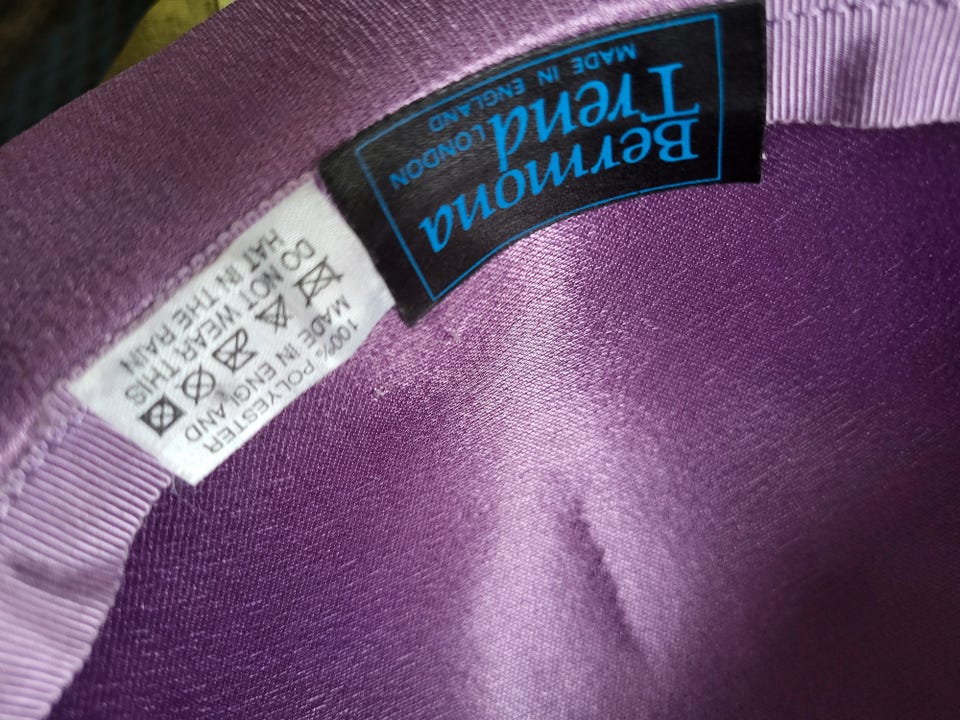 Bermona
Trend
LONDON
MADE IN ENGLAND
100% POLYESTER
MADE IN ENGLAND
DO NOT WEAR THIS
HAT IN THE RAIN